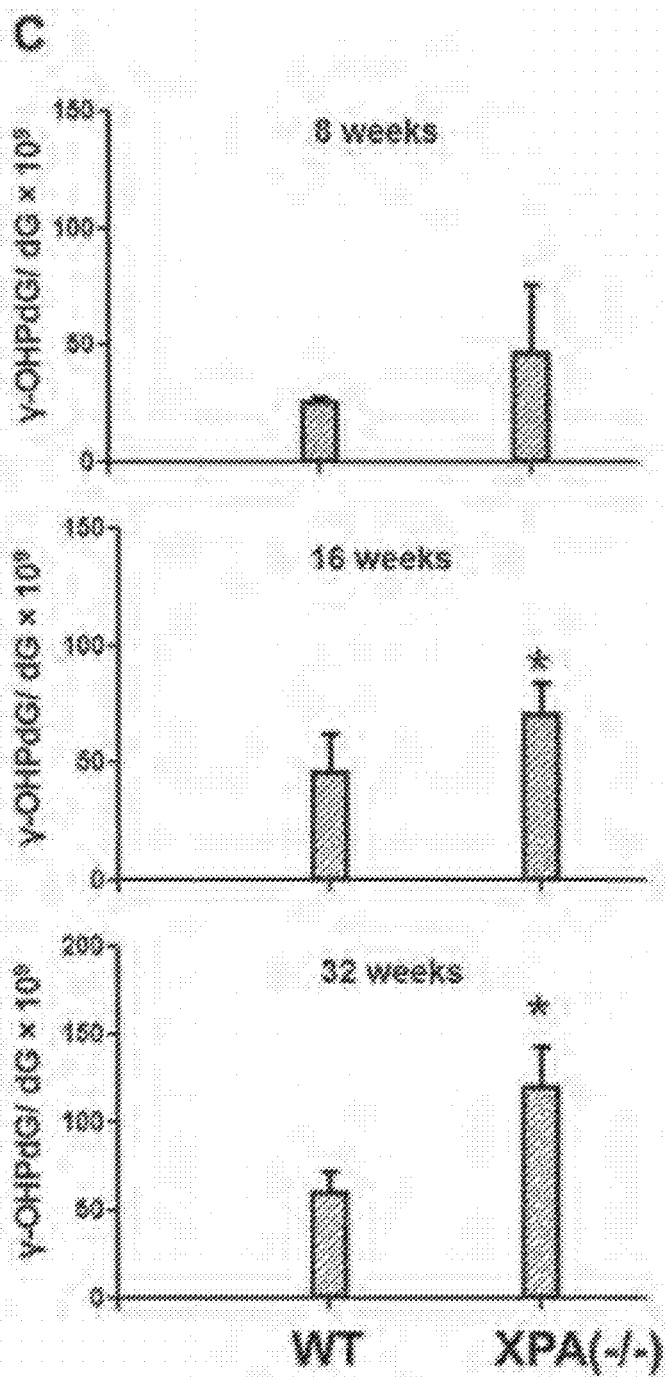 C
γ-OHPdG/ dG × 10⁹
150
100
50
0
8 weeks
γ-OHPdG/ dG × 10⁹
150
100
50
0
16 weeks
*
γ-OHPdG/ dG × 10⁹
200
150
100
50
0
32 weeks
*
WT XPA(-/-)